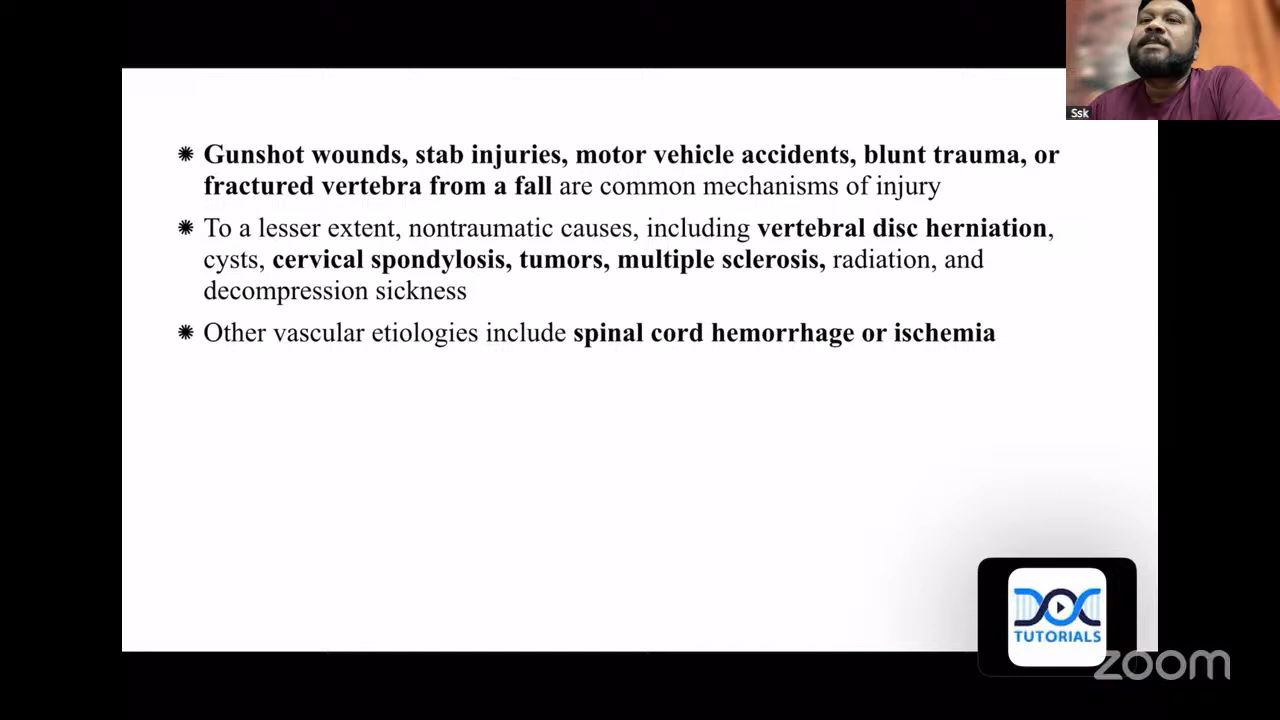 Ssk
✷ Gunshot wounds, stab injuries, motor vehicle accidents, blunt trauma, or
fractured vertebra from a fall are common mechanisms of injury
✷ To a lesser extent, nontraumatic causes, including vertebral disc herniation,
cysts, cervical spondylosis, tumors, multiple sclerosis, radiation, and
decompression sickness
✷ Other vascular etiologies include spinal cord hemorrhage or ischemia
DOC
TUTORIALS
zoom